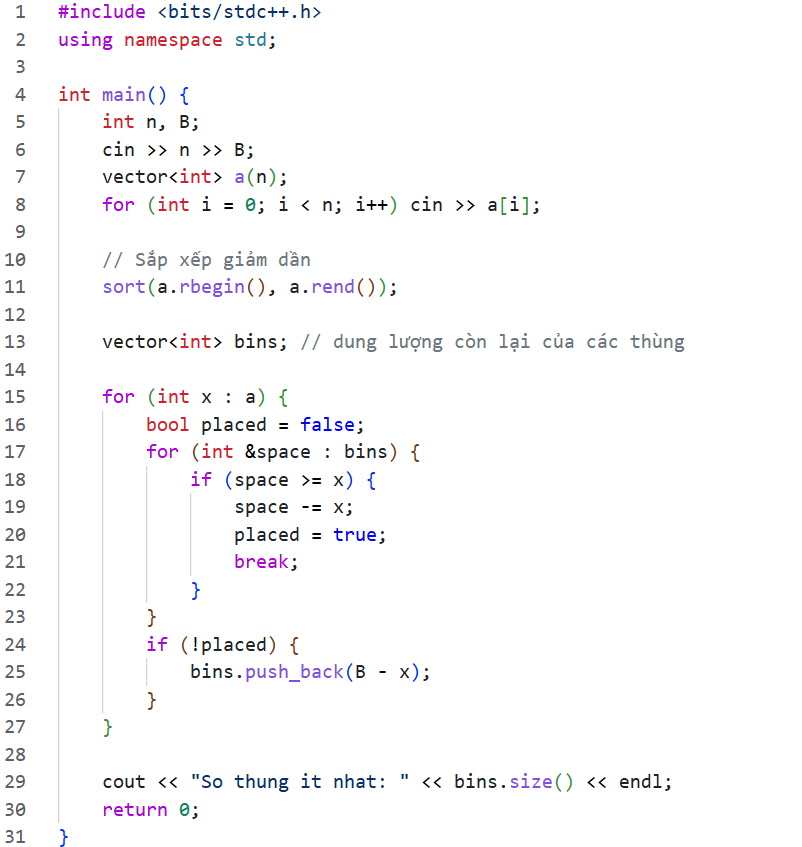 1 #include <bits/stdc++.h>
2 using namespace std;
3
4 int main() {
5     int n, B;
6     cin >> n >> B;
7     vector<int> a(n);
8     for (int i = 0; i < n; i++) cin >> a[i];
9
10     // Sắp xếp giảm dần
11     sort(a.rbegin(), a.rend());
12
13     vector<int> bins; // dung lượng còn lại của các thùng
14
15     for (int x : a) {
16         bool placed = false;
17         for (int &space : bins) {
18             if (space >= x) {
19                 space -= x;
20                 placed = true;
21                 break;
22             }
23         }
24         if (!placed) {
25             bins.push_back(B - x);
26         }
27     }
28
29     cout << "So thung it nhat: " << bins.size() << endl;
30     return 0;
31 }